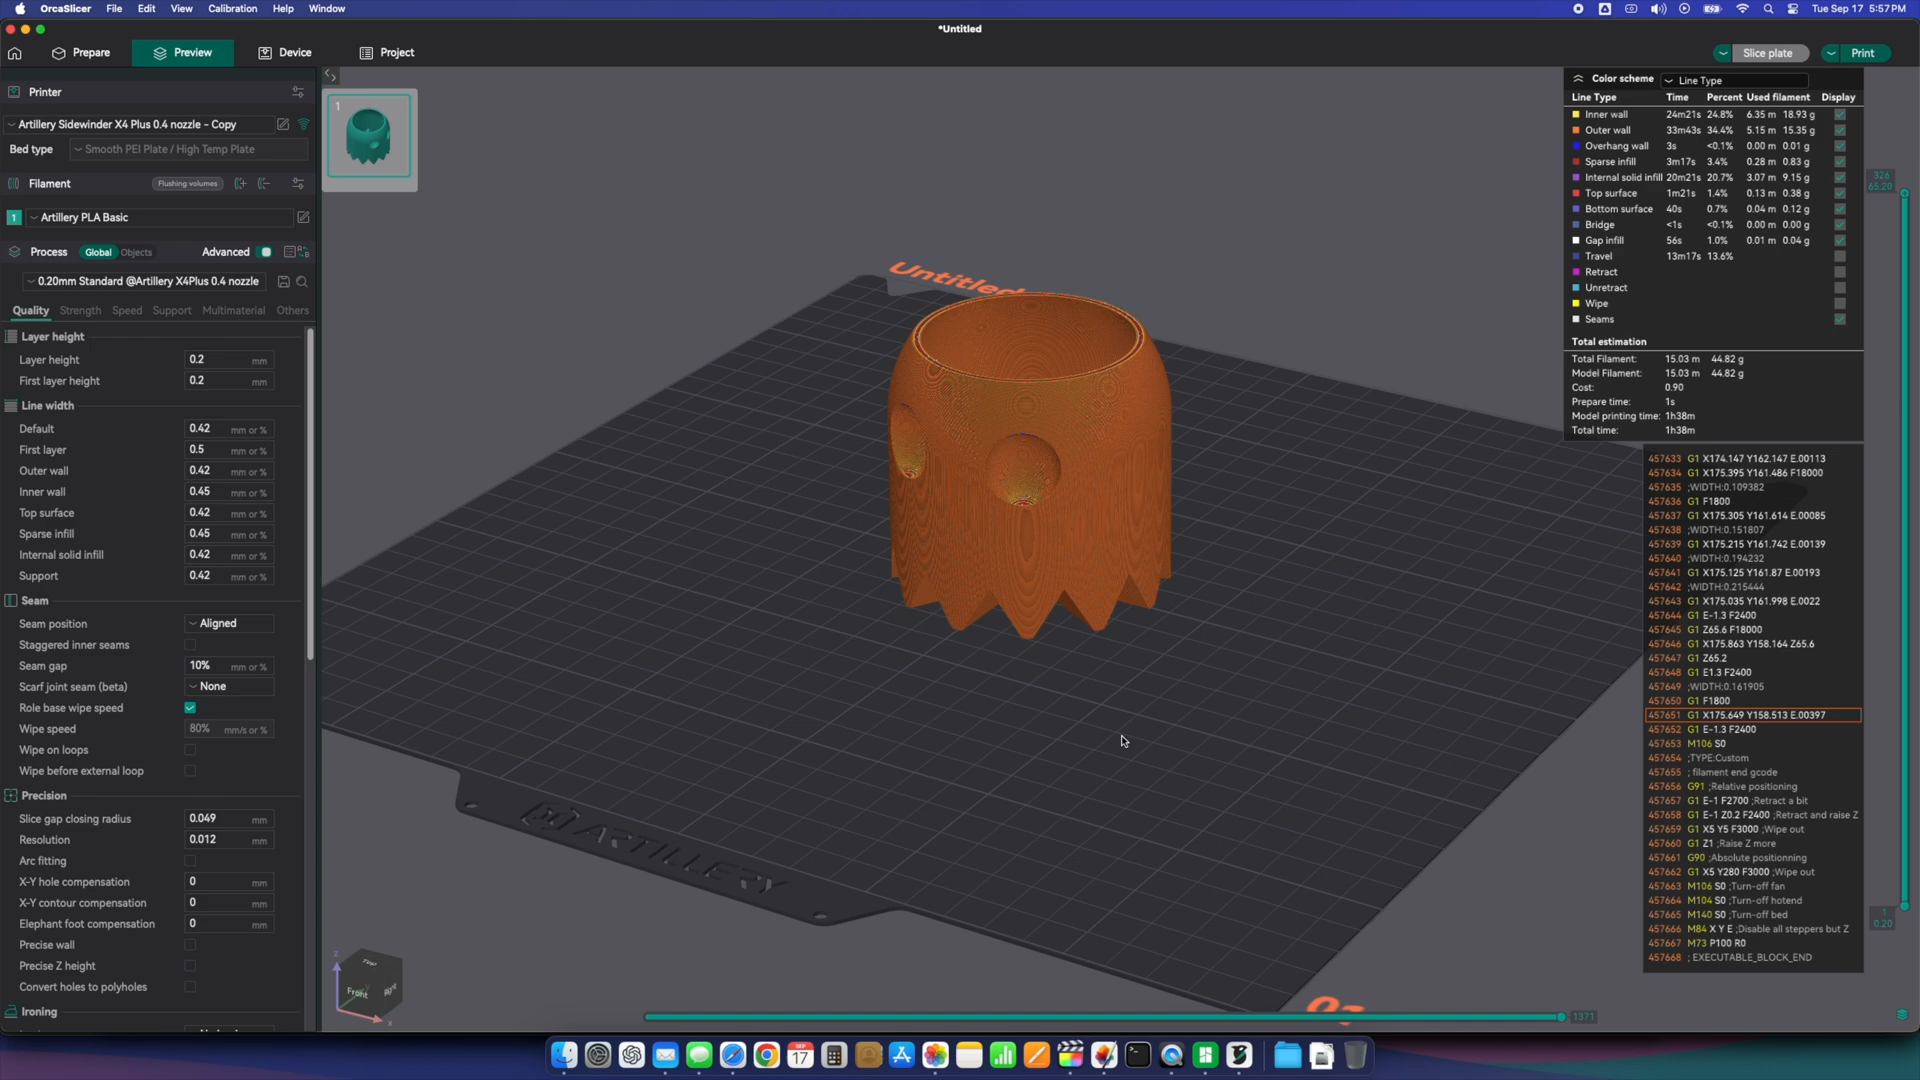 OrcaSlicer File Edit View Calibration Help Window Tue Sep 17 5:57 PM
*Untitled
Prepare Preview Device Project Slice plate Print
Printer
Artillery Sidewinder X4 Plus 0.4 nozzle - Copy
Bed type Smooth PEI Plate / High Temp Plate
Filament Flushing volumes
1 Artillery PLA Basic
Process Global Objects Advanced
0.20mm Standard @Artillery X4Plus 0.4 nozzle
Quality Strength Speed Support Multimaterial Others
Layer height
Layer height 0.2 mm
First layer height 0.2 mm
Line width
Default 0.42 mm or %
First layer 0.5 mm or %
Outer wall 0.42 mm or %
Inner wall 0.45 mm or %
Top surface 0.42 mm or %
Sparse infill 0.45 mm or %
Internal solid infill 0.42 mm or %
Support 0.42 mm or %
Seam
Seam position Aligned
Staggered inner seams
Seam gap 10% mm or %
Scarf joint seam (beta) None
Role base wipe speed
Wipe speed 80% mm/s or %
Wipe on loops
Wipe before external loop
Precision
Slice gap closing radius 0.049 mm
Resolution 0.012 mm
Arc fitting
X-Y hole compensation 0 mm
X-Y contour compensation 0 mm
Elephant foot compensation 0 mm
Precise wall
Precise Z height
Convert holes to polyholes
Ironing
1
Untitled
ARTILLERY
Top
Front Right
z
x
Color scheme Line Type
Line Type Time Percent Used filament Display
Inner wall 24m21s 24.8% 6.35 m 18.93 g
Outer wall 33m43s 34.4% 5.15 m 15.35 g
Overhang wall 3s <0.1% 0.00 m 0.01 g
Sparse infill 3m17s 3.4% 0.28 m 0.83 g
Internal solid infill 20m21s 20.7% 3.07 m 9.15 g
Top surface 1m21s 1.4% 0.13 m 0.38 g
Bottom surface 40s 0.7% 0.04 m 0.12 g
Bridge <1s <0.1% 0.00 m 0.00 g
Gap infill 56s 1.0% 0.01 m 0.04 g
Travel 13m17s 13.6%
Retract
Unretract
Wipe
Seams
Total estimation
Total Filament: 15.03 m 44.82 g
Model Filament: 15.03 m 44.82 g
Cost: 0.90
Prepare time: 1s
Model printing time: 1h38m
Total time: 1h38m
326
65.20
457633 G1 X174.147 Y162.147 E.00113
457634 G1 X175.395 Y161.486 F18000
457635 ;WIDTH:0.109382
457636 G1 F1800
457637 G1 X175.305 Y161.614 E.00085
457638 ;WIDTH:0.151807
457639 G1 X175.215 Y161.742 E.00139
457640 ;WIDTH:0.194232
457641 G1 X175.125 Y161.87 E.00193
457642 ;WIDTH:0.215444
457643 G1 X175.035 Y161.998 E.0022
457644 G1 E-1.3 F2400
457645 G1 Z65.6 F18000
457646 G1 X175.863 Y158.164 Z65.6
457647 G1 Z65.2
457648 G1 E1.3 F2400
457649 ;WIDTH:0.161905
457650 G1 F1800
457651 G1 X175.649 Y158.513 E.00397
457652 G1 E-1.3 F2400
457653 M106 S0
457654 ;TYPE:Custom
457655 ; filament end gcode
457656 G91 ;Relative positioning
457657 G1 E-1 F2700 ;Retract a bit
457658 G1 E-1 Z0.2 F2400 ;Retract and raise Z
457659 G1 X5 Y5 F3000 ;Wipe out
457660 G1 Z1 ;Raise Z more
457661 G90 ;Absolute positionning
457662 G1 X5 Y280 F3000 ;Wipe out
457663 M106 S0 ;Turn-off fan
457664 M104 S0 ;Turn-off hotend
457665 M140 S0 ;Turn-off bed
457666 M84 X Y E ;Disable all steppers but Z
457667 M73 P100 R0
457668 ; EXECUTABLE_BLOCK_END
1
0.20
1371
SEP
17